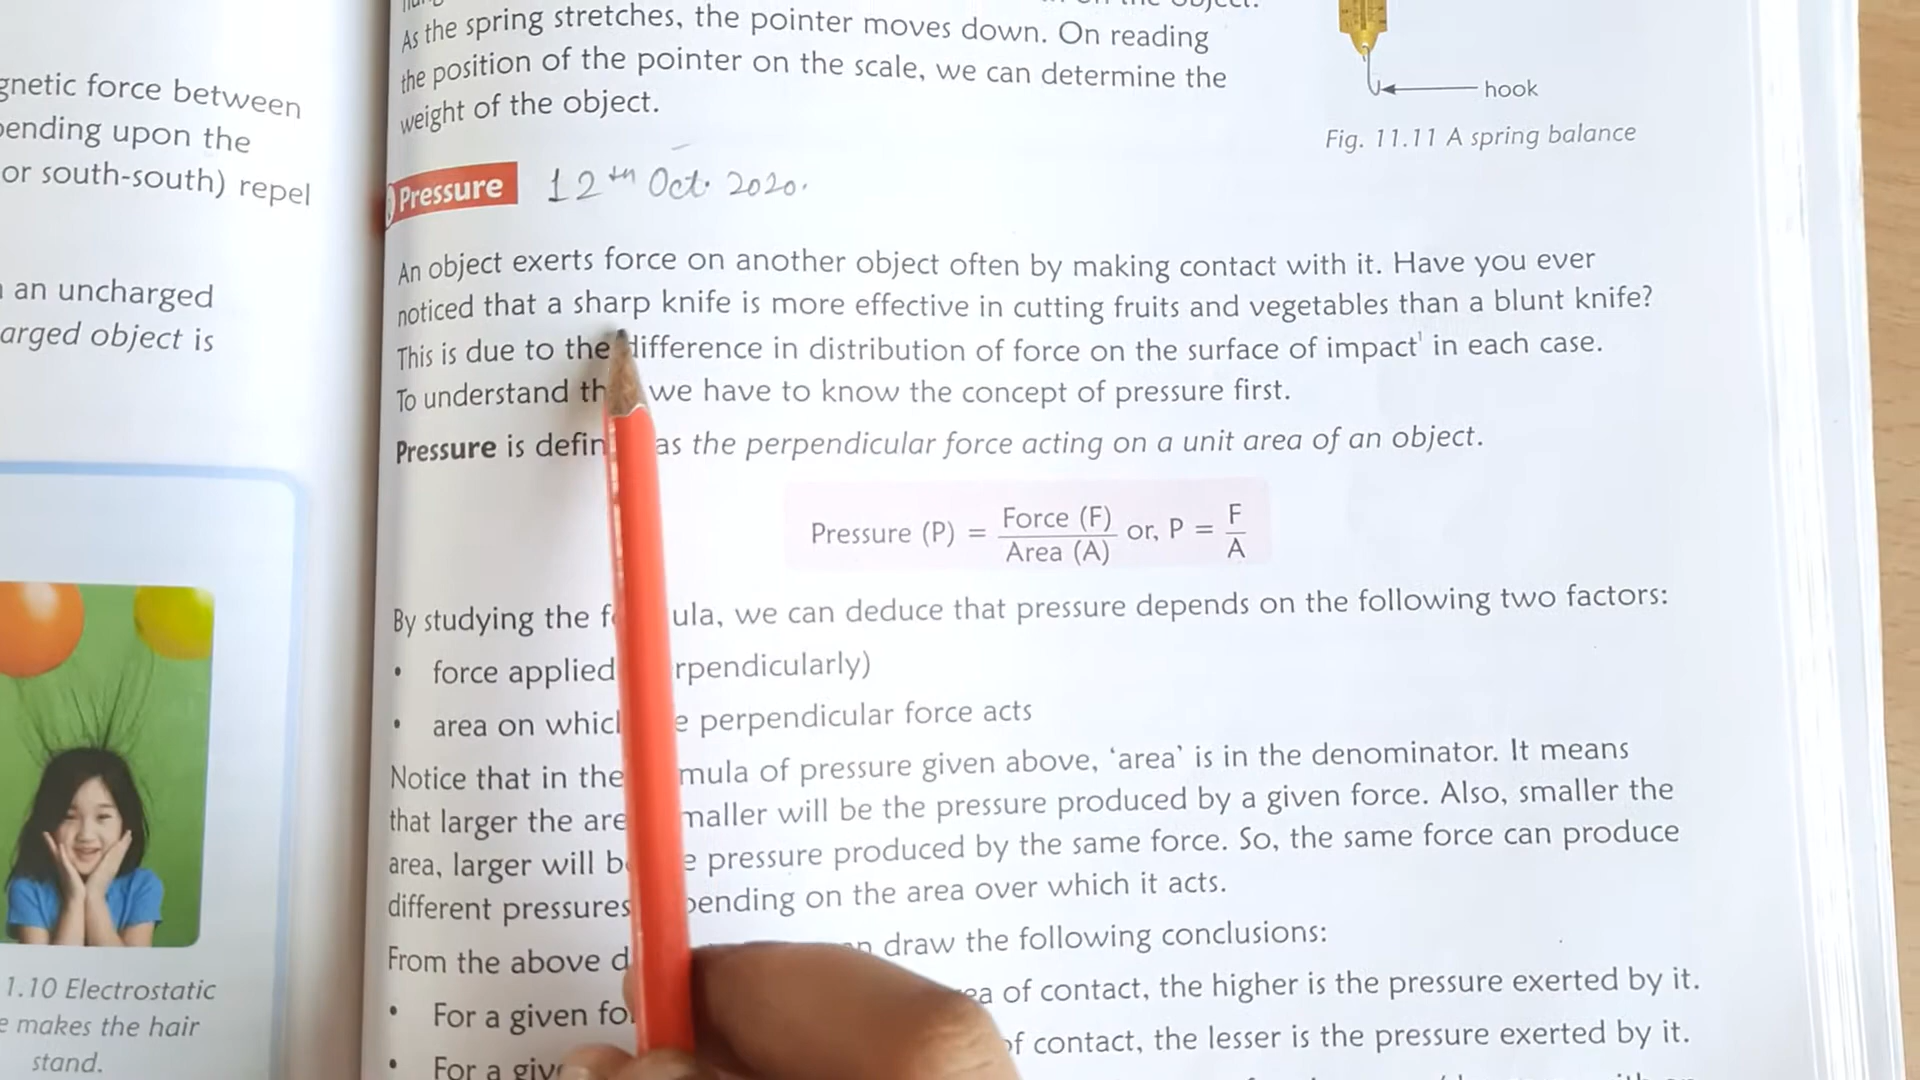 gnetic force between
ending upon the
or south-south) repel
an uncharged
arged object is
1.10 Electrostatic
makes the hair
stand.
As the spring stretches, the pointer moves down. On reading
the position of the pointer on the scale, we can determine the
weight of the object.
hook
Fig. 11.11 A spring balance
Pressure 12th Oct. 2020.
An object exerts force on another object often by making contact with it. Have you ever
noticed that a sharp knife is more effective in cutting fruits and vegetables than a blunt knife?
This is due to the difference in distribution of force on the surface of impact¹ in each case.
To understand th we have to know the concept of pressure first.
Pressure is defin as the perpendicular force acting on a unit area of an object.
Pressure (P) = Force (F) / Area (A) or, P = F / A
By studying the f ula, we can deduce that pressure depends on the following two factors:
• force applied rpendicularly)
• area on which e perpendicular force acts
Notice that in the mula of pressure given above, ‘area’ is in the denominator. It means
that larger the are maller will be the pressure produced by a given force. Also, smaller the
area, larger will b e pressure produced by the same force. So, the same force can produce
different pressures pending on the area over which it acts.
From the above d n draw the following conclusions:
• For a given fo ea of contact, the higher is the pressure exerted by it.
• For a giv of contact, the lesser is the pressure exerted by it.